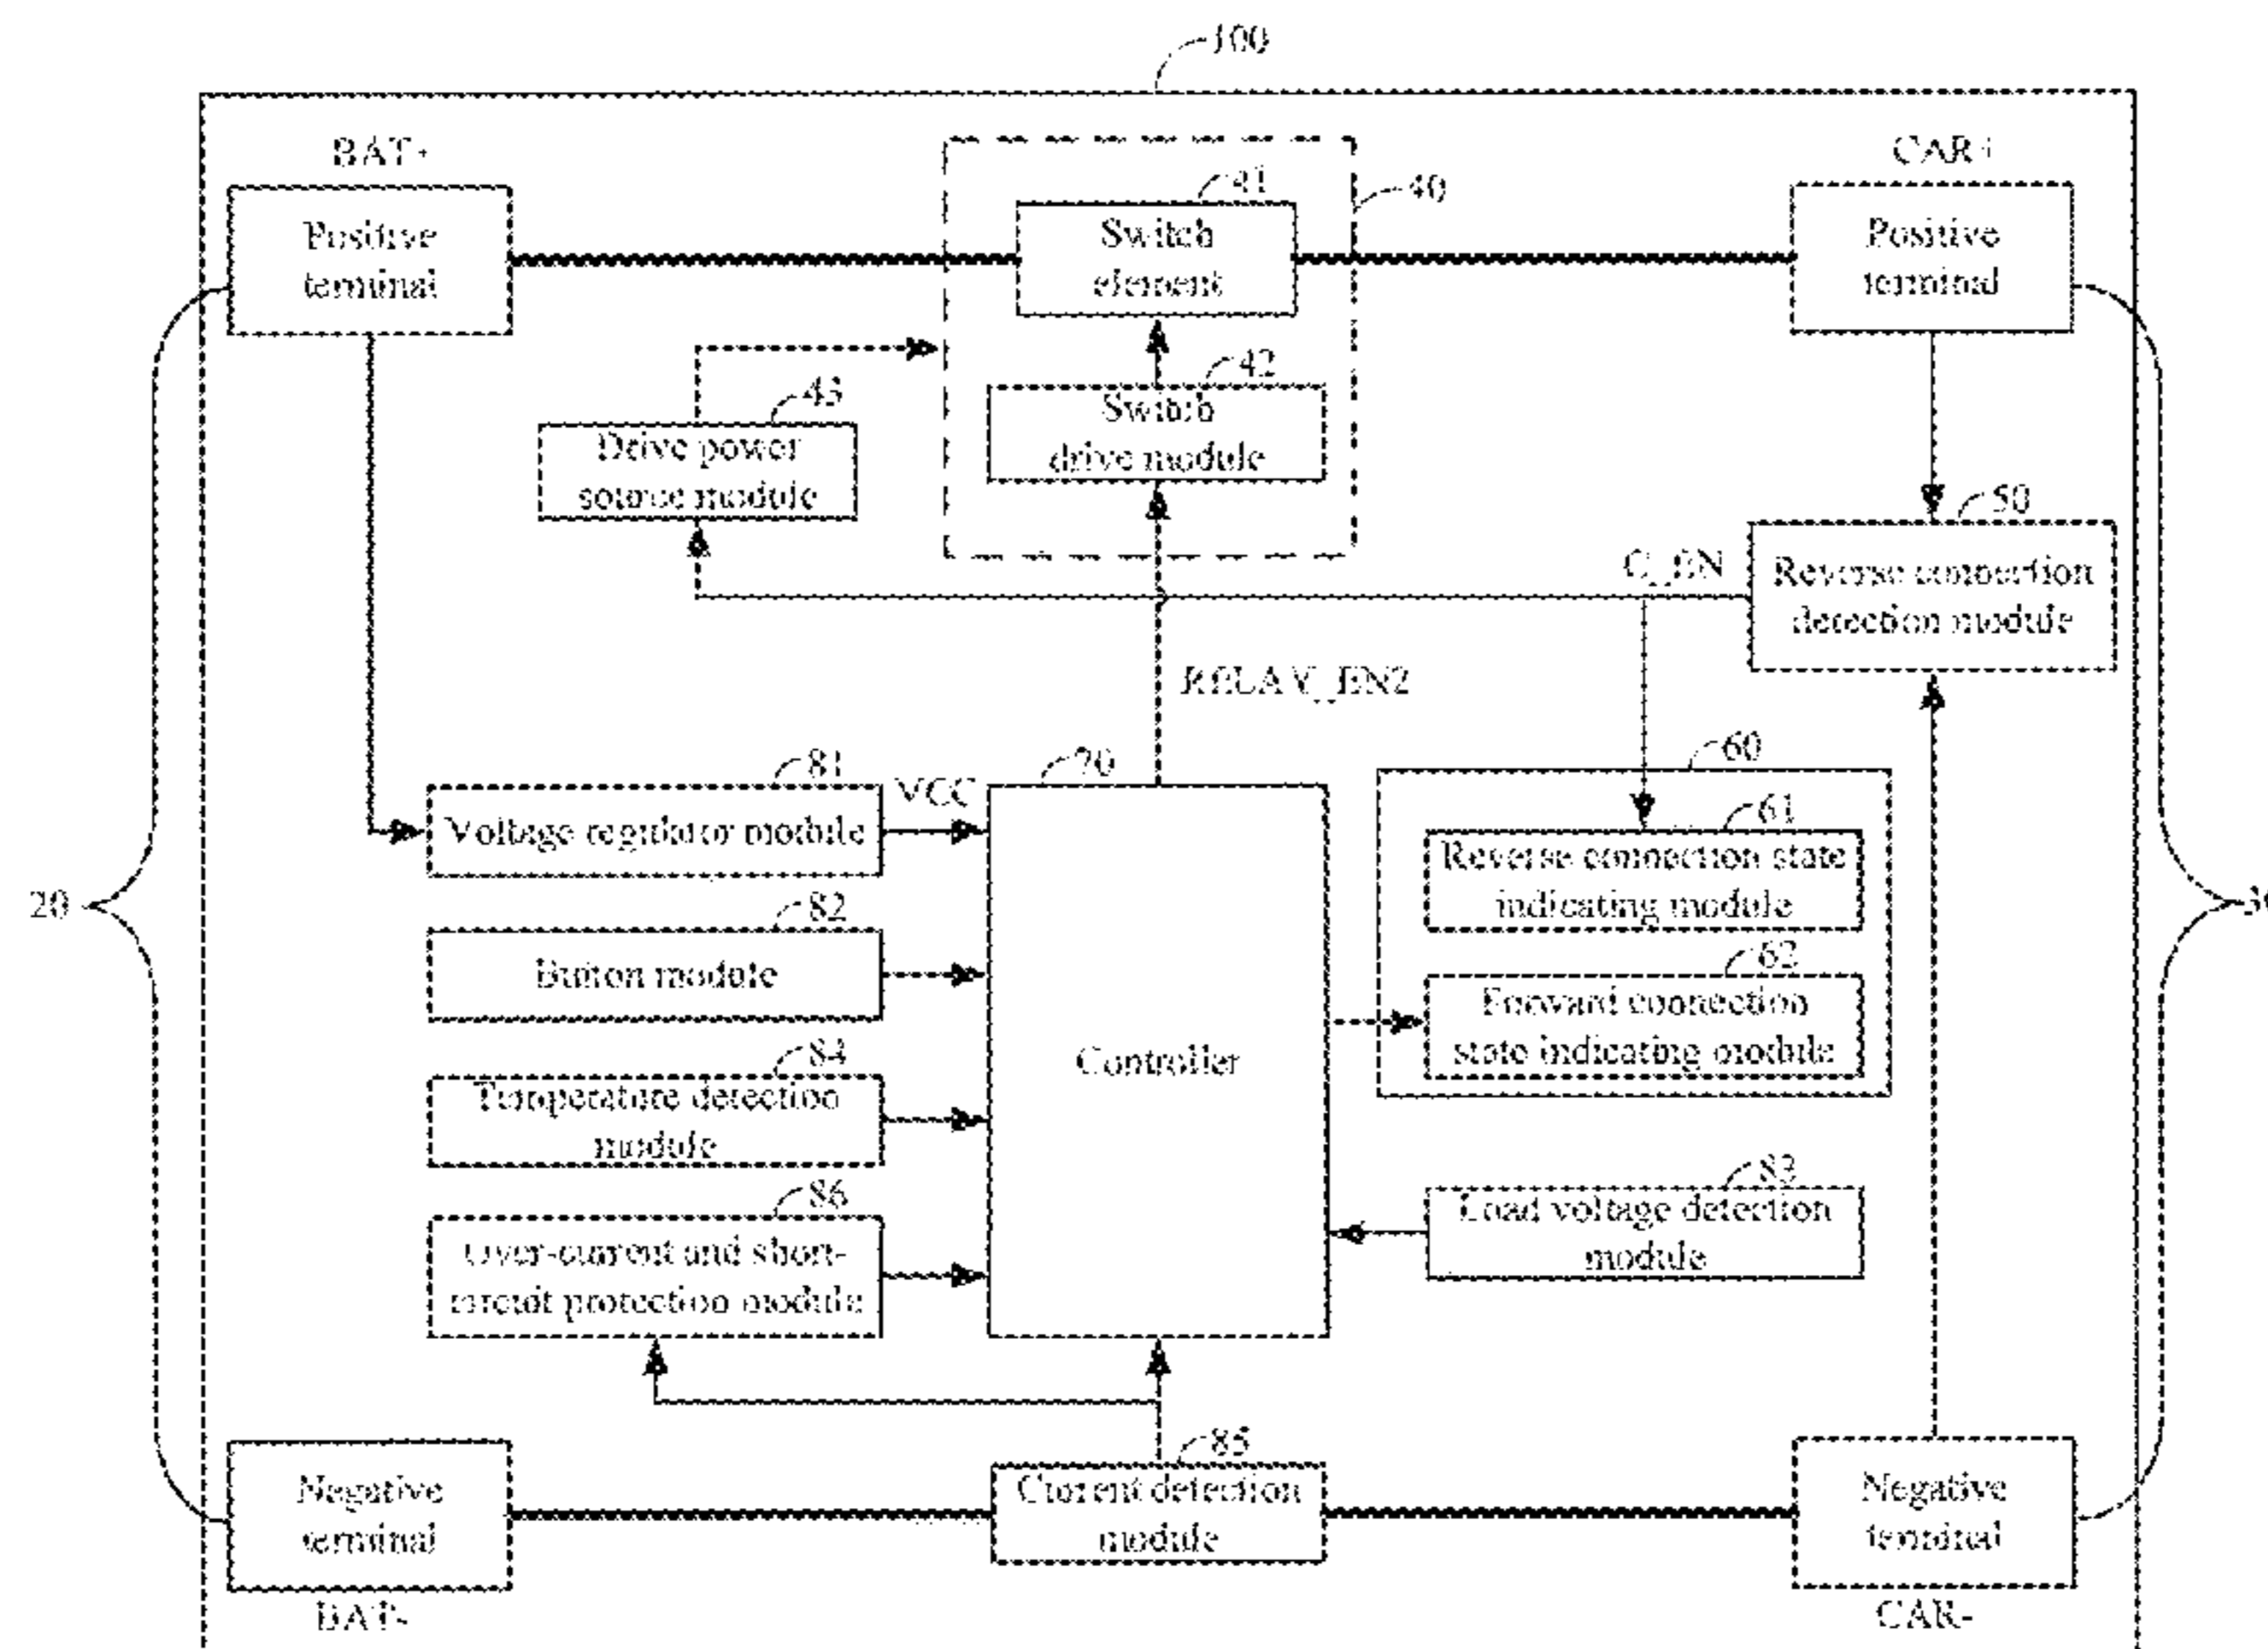 100
BAT+
CAR+
Positive
terminal
41
Switch
element
40
Positive
terminal
43
Drive power
source module
42
Switch
drive module
50
C_EN
Reverse connection
detection module
RELAY_EN2
81
Voltage regulator module
VCC
70
60
61
Reverse connection state
indicating module
20
82
Button module
Controller
62
Forward connection
state indicating module
84
Temperature detection
module
83
Load voltage detection
module
86
Over-current and short-
circuit protection module
85
Current detection
module
Negative
terminal
Negative
terminal
BAT-
CAR-